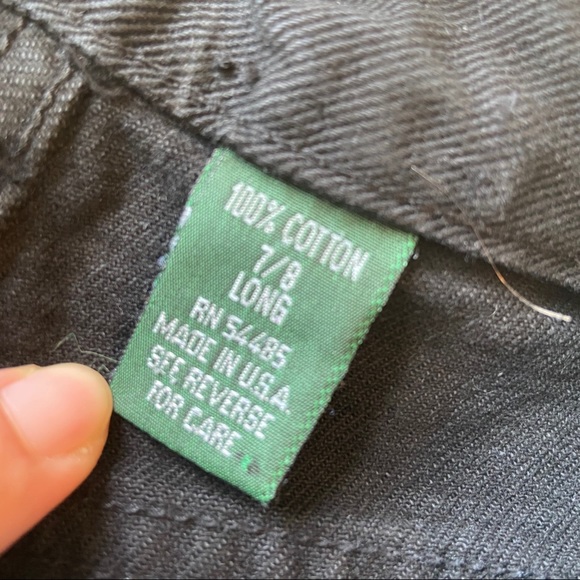 100% COTTON
7/8
LONG
RN 54485
MADE IN U.S.A.
SEE REVERSE
FOR CARE